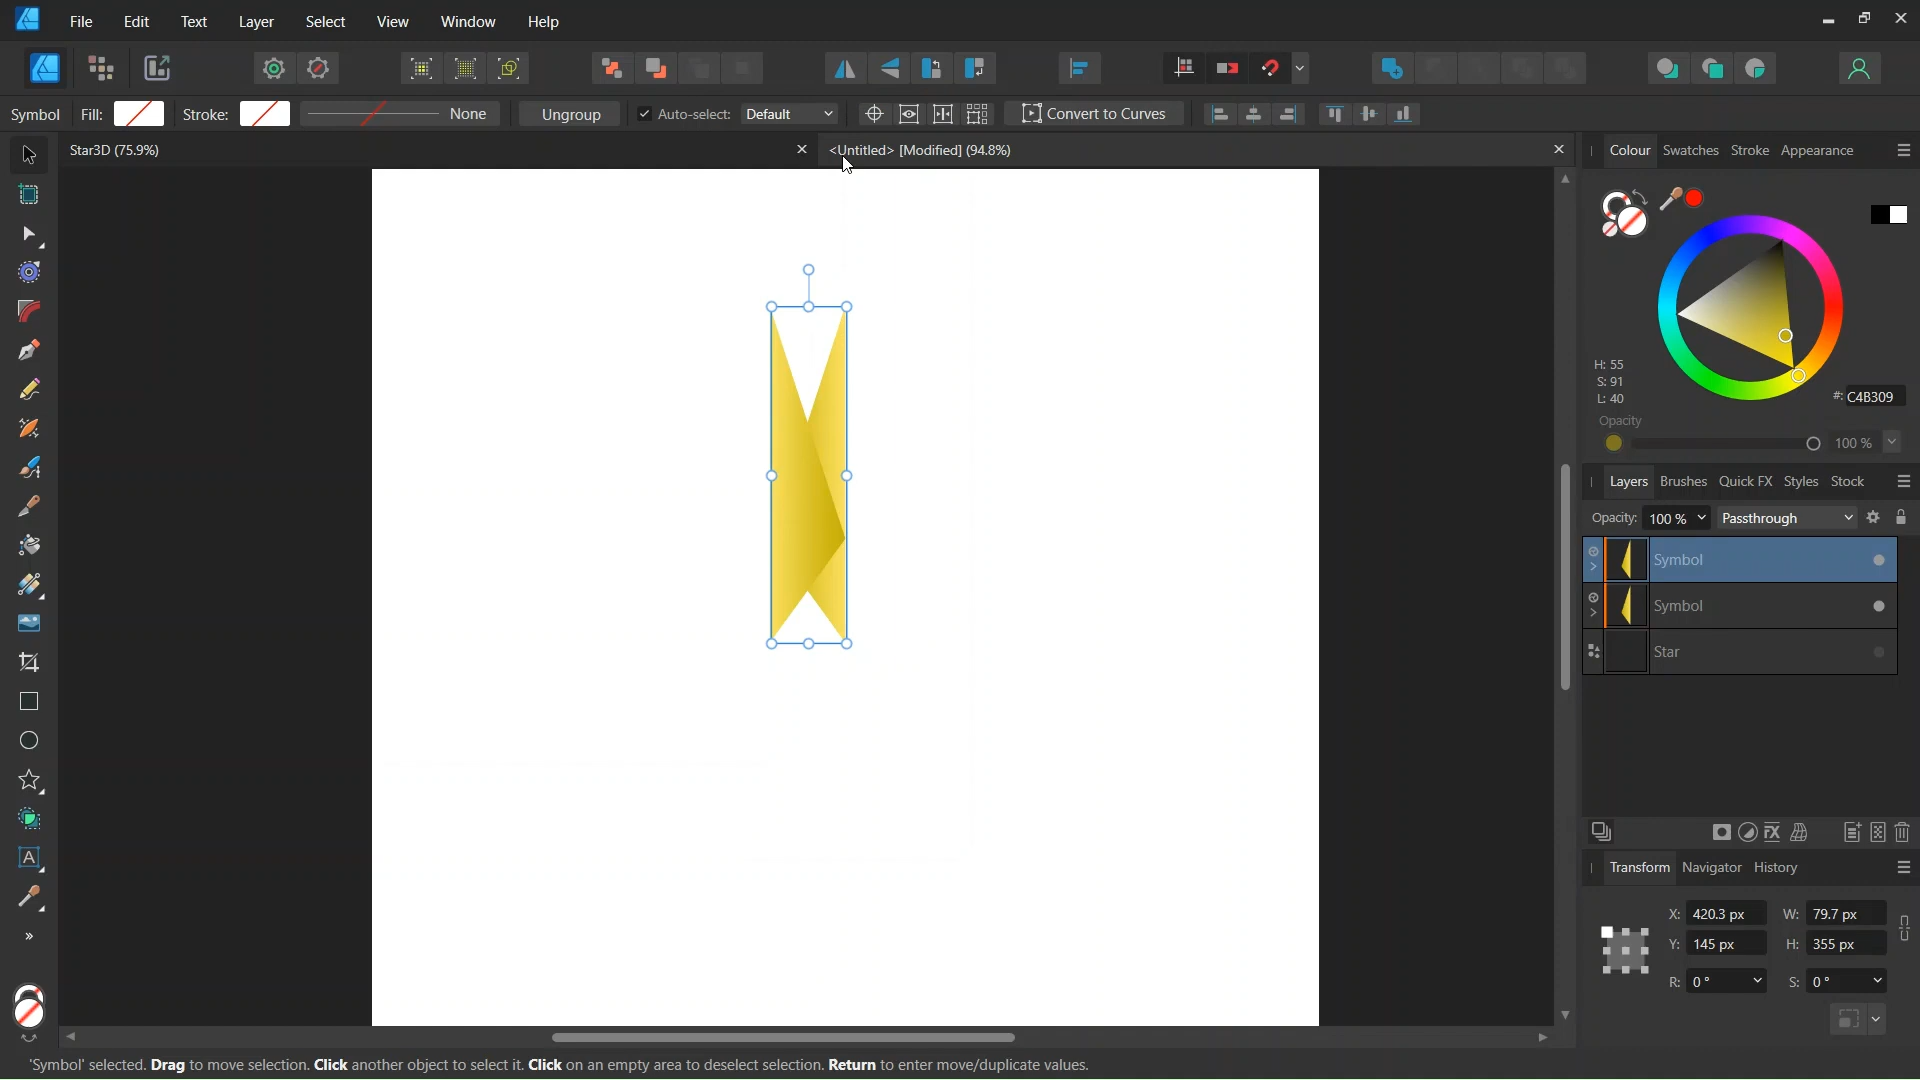 File Edit Text Layer Select View Window Help
Symbol Fill: Stroke: None Ungroup Auto-select: Default Convert to Curves
Star3D (75.9%)
<Untitled> [Modified] (94.8%)
Colour Swatches Stroke Appearance
H: 55
S: 91
L: 40
#: C4B309
Opacity
100 %
Layers Brushes Quick FX Styles Stock
Opacity: 100 % Passthrough
Symbol
Symbol
Star
Transform Navigator History
X: 420.3 px W: 79.7 px
Y: 145 px H: 355 px
R: 0 ° S: 0 °
'Symbol' selected. Drag to move selection. Click another object to select it. Click on an empty area to deselect selection. Return to enter move/duplicate values.